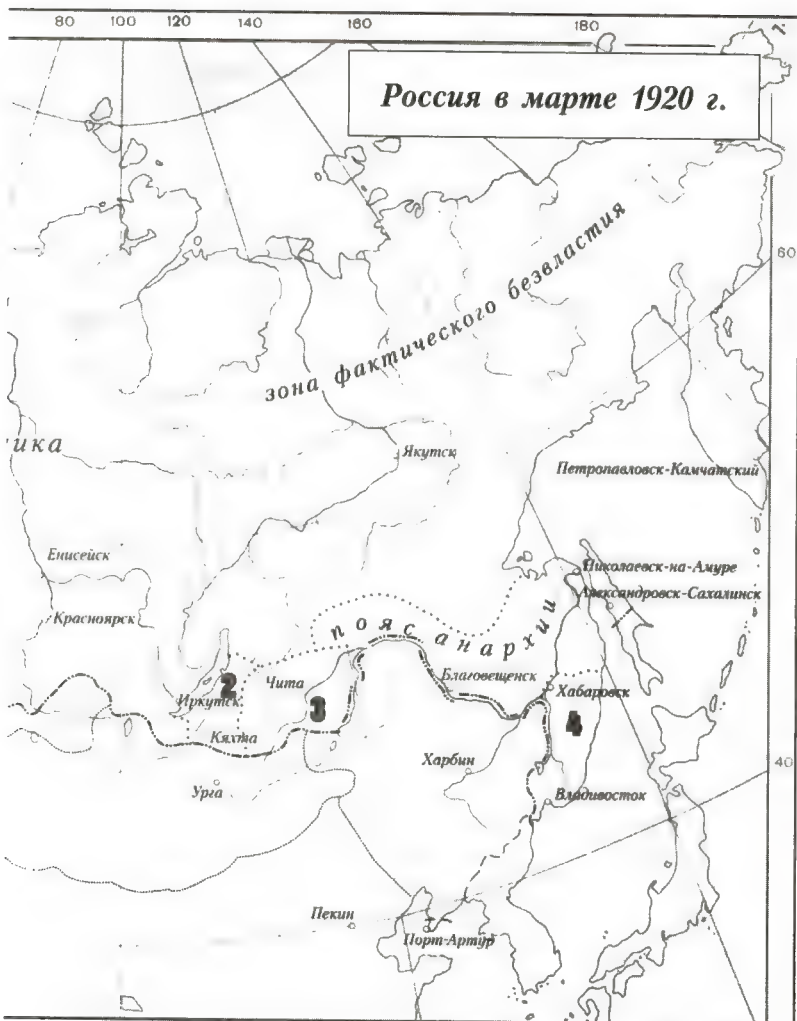 80 100 120 140 160 180
Россия в марте 1920 г.
60
зона фактического безвластия
ика
Якутск
Петропавловск-Камчатский
Енисейск
Николаевск-на-Амуре
Александровск-Сахалинск
Красноярск
пояс анархии
2
Чита
Благовещенск
Иркутск
3
Хабаровск
4
Кяхта
Харбин
40
Урга
Владивосток
Пекин
Порт-Артур